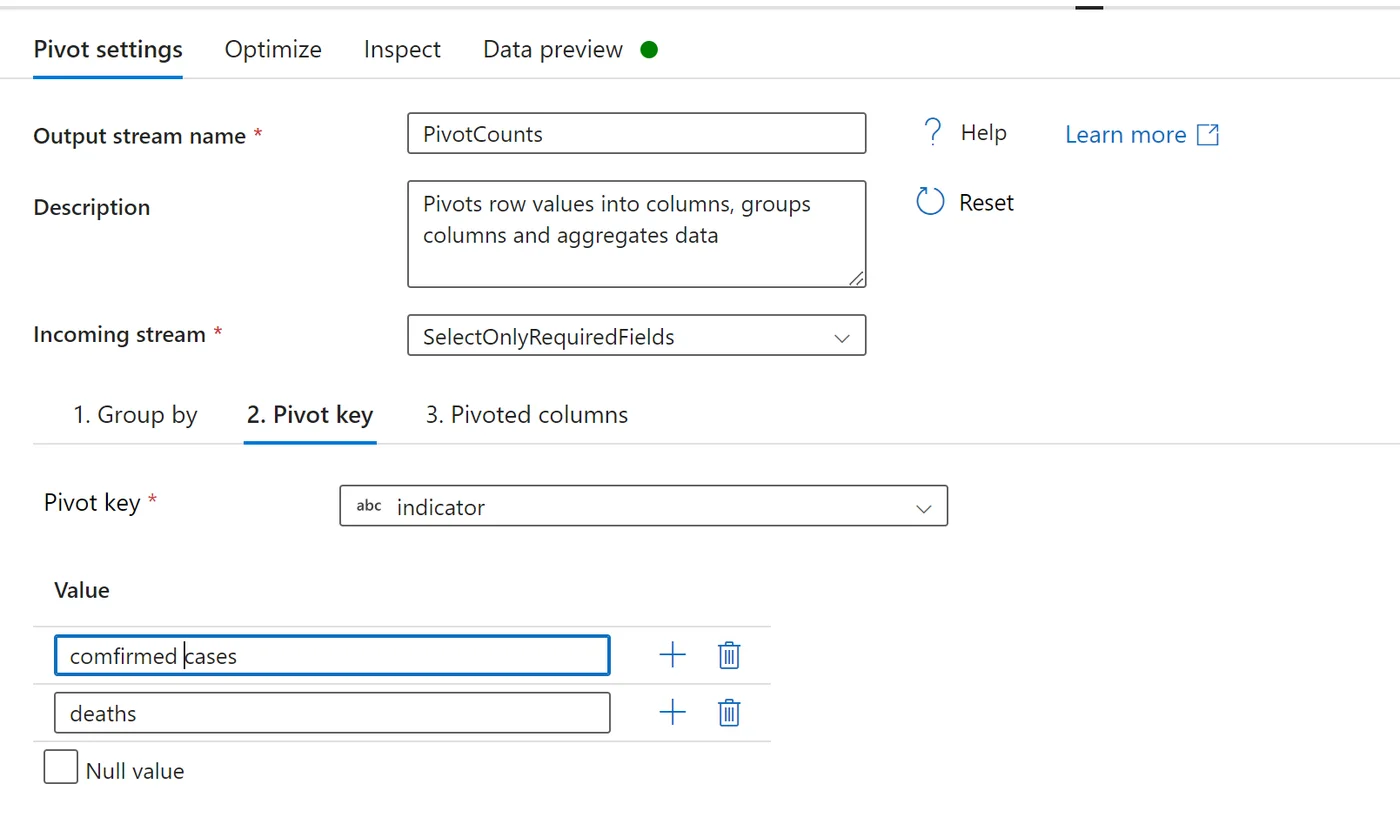 Pivot settings Optimize Inspect Data preview
Output stream name * PivotCounts ? Help Learn more
Description Pivots row values into columns, groups Reset
columns and aggregates data
Incoming stream * SelectOnlyRequiredFields
1. Group by 2. Pivot key 3. Pivoted columns
Pivot key * abc indicator
Value
comfirmed cases
deaths
Null value